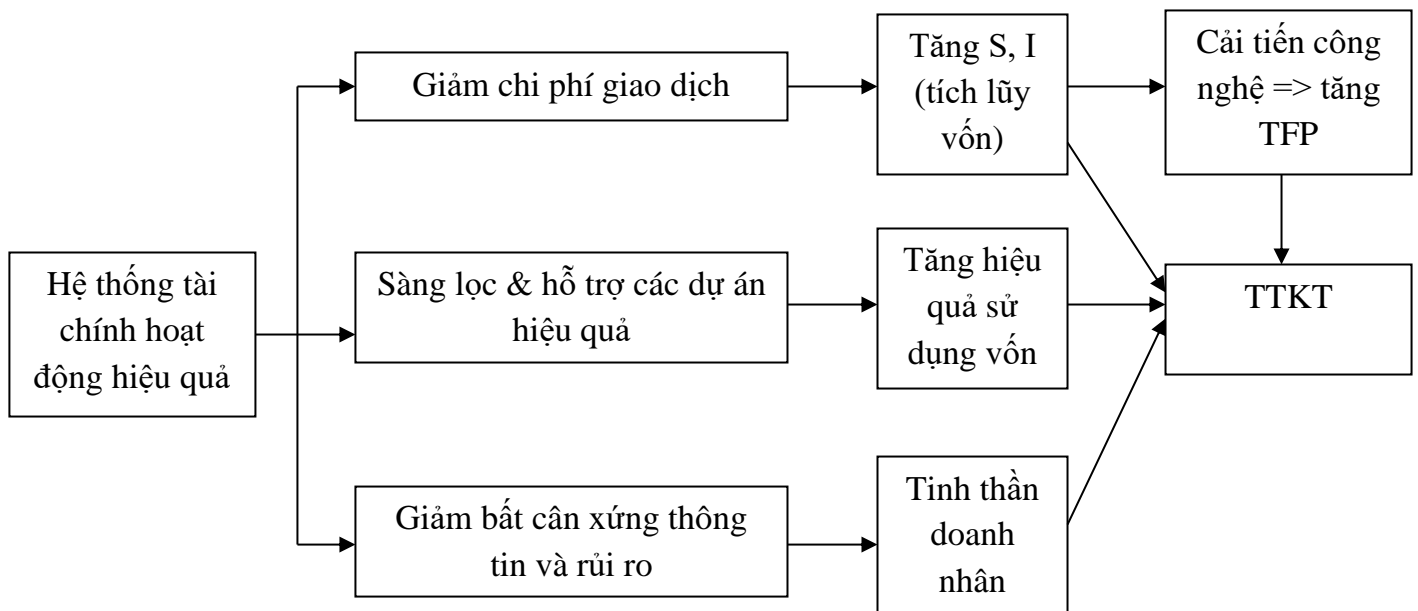 Giảm chi phí giao dịch
Tăng S, I
(tích lũy
vốn)
Cải tiến công
nghệ => tăng
TFP
Hệ thống tài
chính hoạt
động hiệu quả
Sàng lọc & hỗ trợ các dự án
hiệu quả
Tăng hiệu
quả sử
dụng vốn
TTKT
Giảm bất cân xứng thông
tin và rủi ro
Tinh thần
doanh
nhân